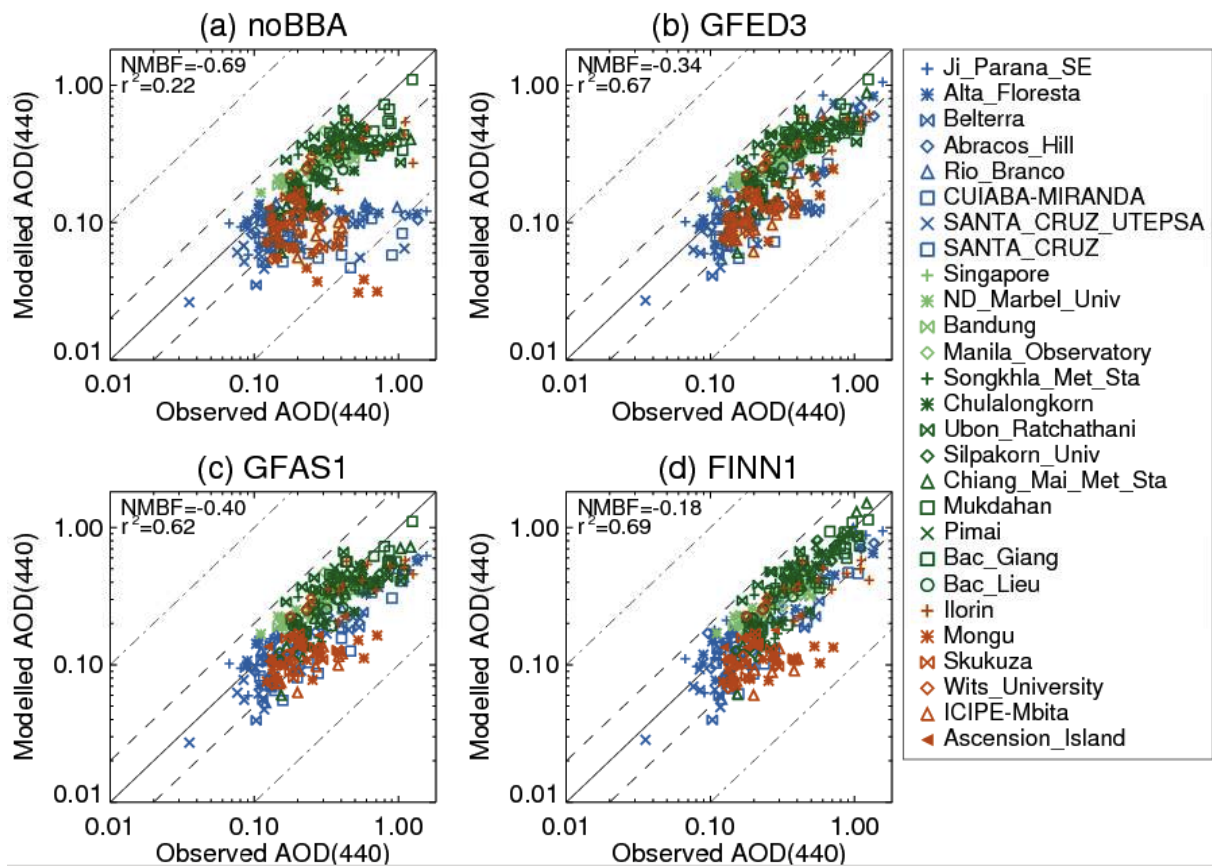 (a) noBBA
NMBF=-0.69
r²=0.22
1.00
0.10
0.01
Modelled AOD(440)
0.01 0.10 1.00
Observed AOD(440)
(b) GFED3
NMBF=-0.34
r²=0.67
1.00
0.10
0.01
Modelled AOD(440)
0.01 0.10 1.00
Observed AOD(440)
(c) GFAS1
NMBF=-0.40
r²=0.62
1.00
0.10
0.01
Modelled AOD(440)
0.01 0.10 1.00
Observed AOD(440)
(d) FINN1
NMBF=-0.18
r²=0.69
1.00
0.10
0.01
Modelled AOD(440)
0.01 0.10 1.00
Observed AOD(440)
Ji_Parana_SE
Alta_Floresta
Belterra
Abracos_Hill
Rio_Branco
CUIABA-MIRANDA
SANTA_CRUZ_UTEPSA
SANTA_CRUZ
Singapore
ND_Marbel_Univ
Bandung
Manila_Observatory
Songkhla_Met_Sta
Chulalongkorn
Ubon_Ratchathani
Silpakorn_Univ
Chiang_Mai_Met_Sta
Mukdahan
Pimai
Bac_Giang
Bac_Lieu
Ilorin
Mongu
Skukuza
Wits_University
ICIPE-Mbita
Ascension_Island